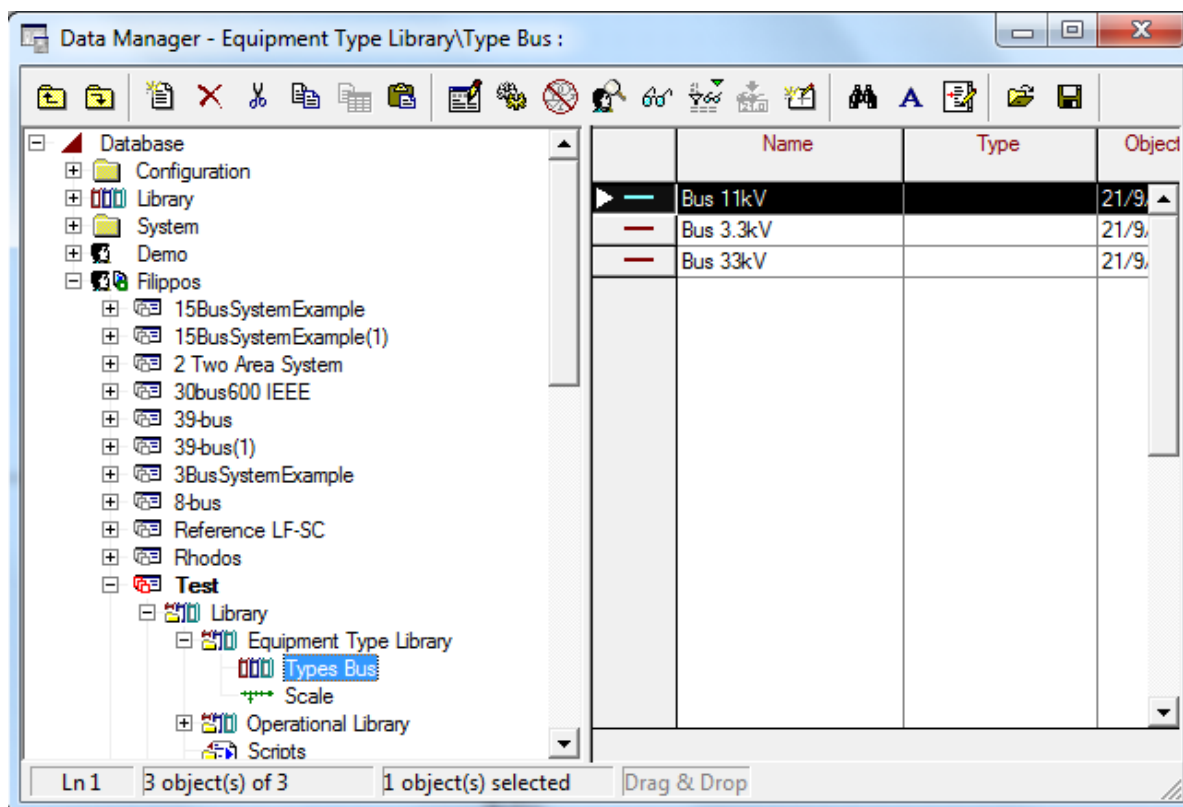 Data Manager - Equipment Type Library\Type Bus :
Database
Configuration
Library
System
Demo
Filippos
15BusSystemExample
15BusSystemExample(1)
2 Two Area System
30bus600 IEEE
39-bus
39-bus(1)
3BusSystemExample
8-bus
Reference LF-SC
Rhodos
Test
Library
Equipment Type Library
Types Bus
Scale
Operational Library
Scripts
Name Type Object
Bus 11kV 21/9/
Bus 3.3kV 21/9/
Bus 33kV 21/9/
Ln 1 3 object(s) of 3 1 object(s) selected Drag & Drop